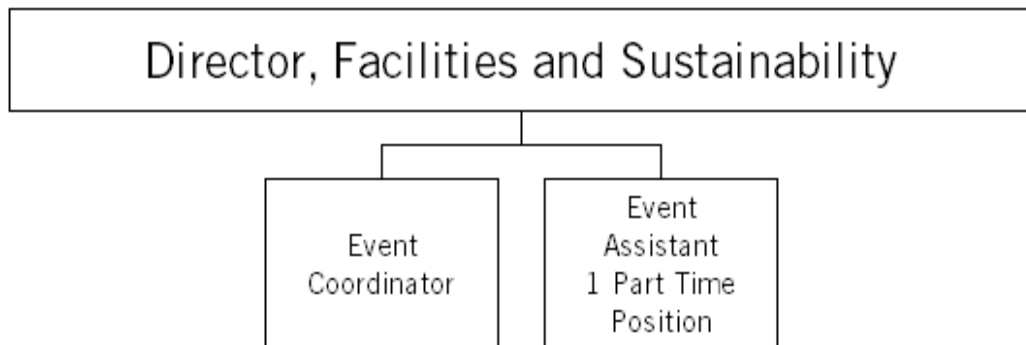 Director, Facilities and Sustainability
Event
Coordinator
Event
Assistant
1 Part Time
Position